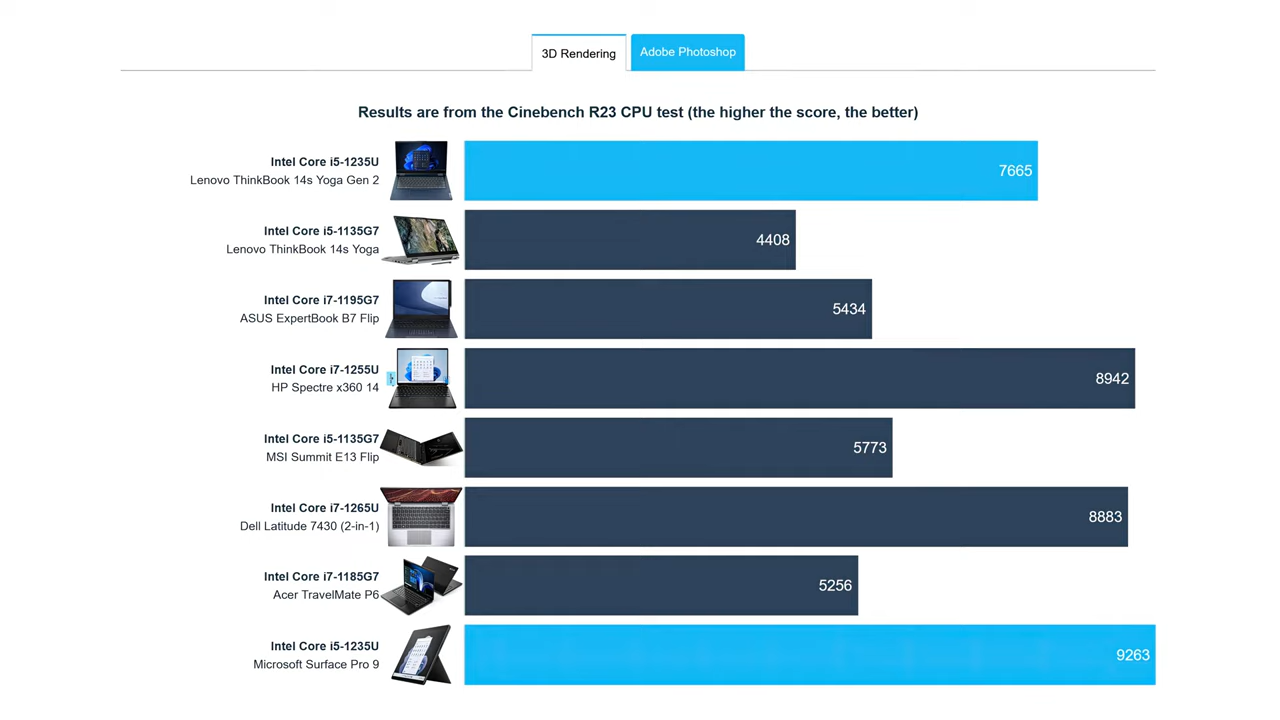 3D Rendering
Adobe Photoshop
Results are from the Cinebench R23 CPU test (the higher the score, the better)
Intel Core i5-1235U
Lenovo ThinkBook 14s Yoga Gen 2
7665
Intel Core i5-1135G7
Lenovo ThinkBook 14s Yoga
4408
Intel Core i7-1195G7
ASUS ExpertBook B7 Flip
5434
Intel Core i7-1255U
HP Spectre x360 14
8942
Intel Core i5-1135G7
MSI Summit E13 Flip
5773
Intel Core i7-1265U
Dell Latitude 7430 (2-in-1)
8883
Intel Core i7-1185G7
Acer TravelMate P6
5256
Intel Core i5-1235U
Microsoft Surface Pro 9
9263